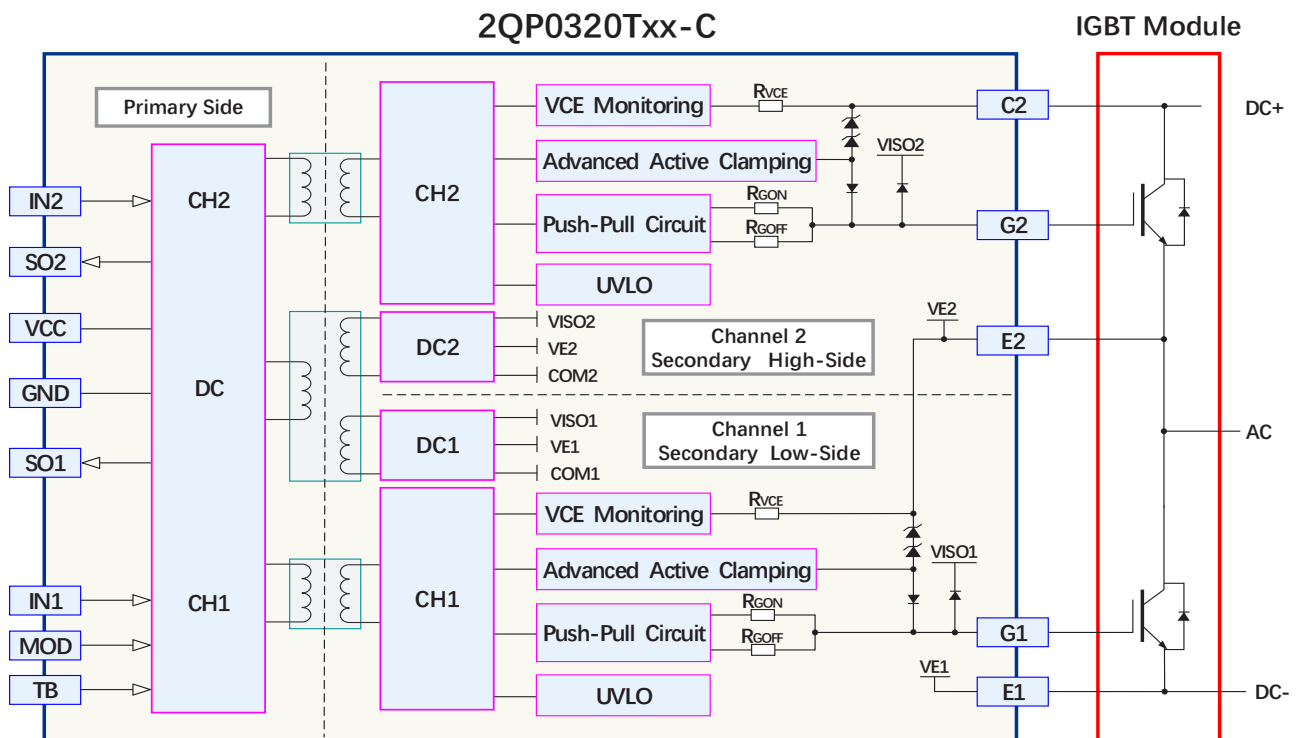 2QP0320Txx-C
IGBT Module
Primary Side
IN2
SO2
VCC
GND
SO1
IN1
MOD
TB
CH2
DC
CH1
CH2
VCE Monitoring
RVCE
Advanced Active Clamping
VISO2
Push-Pull Circuit
RGON
RGOFF
UVLO
C2
G2
DC+
DC2
VISO2
VE2
COM2
Channel 2
Secondary High-Side
VE2
E2
DC1
VISO1
VE1
COM1
Channel 1
Secondary Low-Side
AC
CH1
VCE Monitoring
RVCE
Advanced Active Clamping
VISO1
Push-Pull Circuit
RGON
RGOFF
UVLO
G1
VE1
E1
DC-